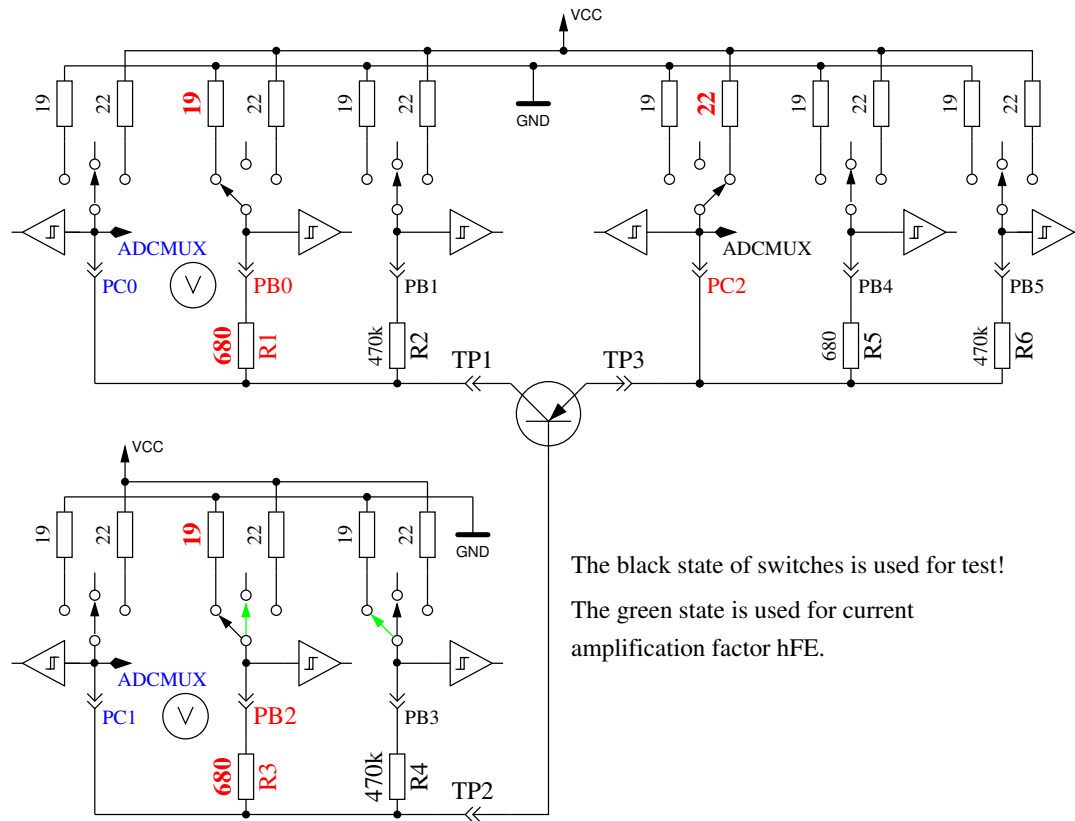 VCC
19
22
19
22
19
22
GND
19
22
19
22
19
22
ADCMUX
ADCMUX
PC0
V
PB0
PB1
PC2
PB4
PB5
680
R1
470k
R2
680
R5
470k
R6
TP1
TP3
VCC
19
22
19
22
19
22
GND
The black state of switches is used for test!
The green state is used for current
amplification factor hFE.
ADCMUX
PC1
V
PB2
PB3
680
R3
470k
R4
TP2